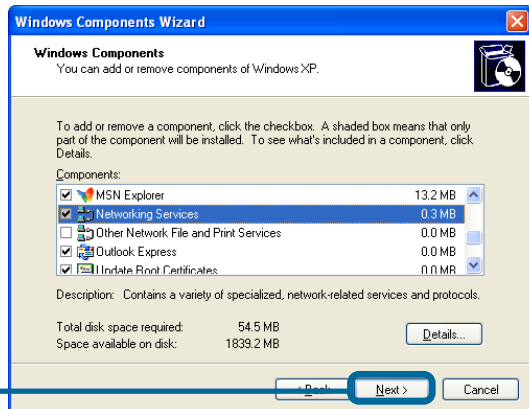 Windows Components Wizard
Windows Components
You can add or remove components of Windows XP.
To add or remove a component, click the checkbox. A shaded box means that only
part of the component will be installed. To see what's included in a component, click
Details.
Components:
MSN Explorer 13.2 MB
Networking Services 0.3 MB
Other Network File and Print Services 0.0 MB
Outlook Express 0.0 MB
Update Root Certificates 0.0 MB
Description: Contains a variety of specialized, network-related services and protocols.
Total disk space required: 54.5 MB
Space available on disk: 1839.2 MB
Details...
< Back Next > Cancel